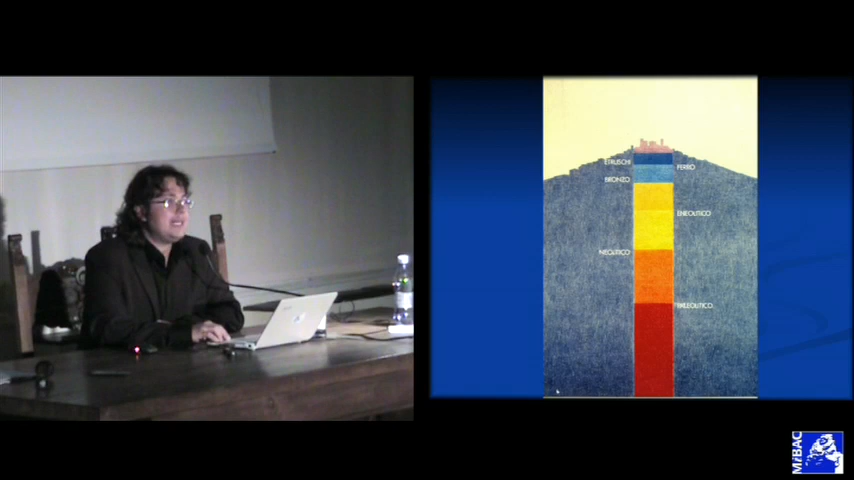 ETRUSCHI
FERRO
BRONZO
ENEOLITICO
NEOLITICO
PALEOLITICO
MiBAC